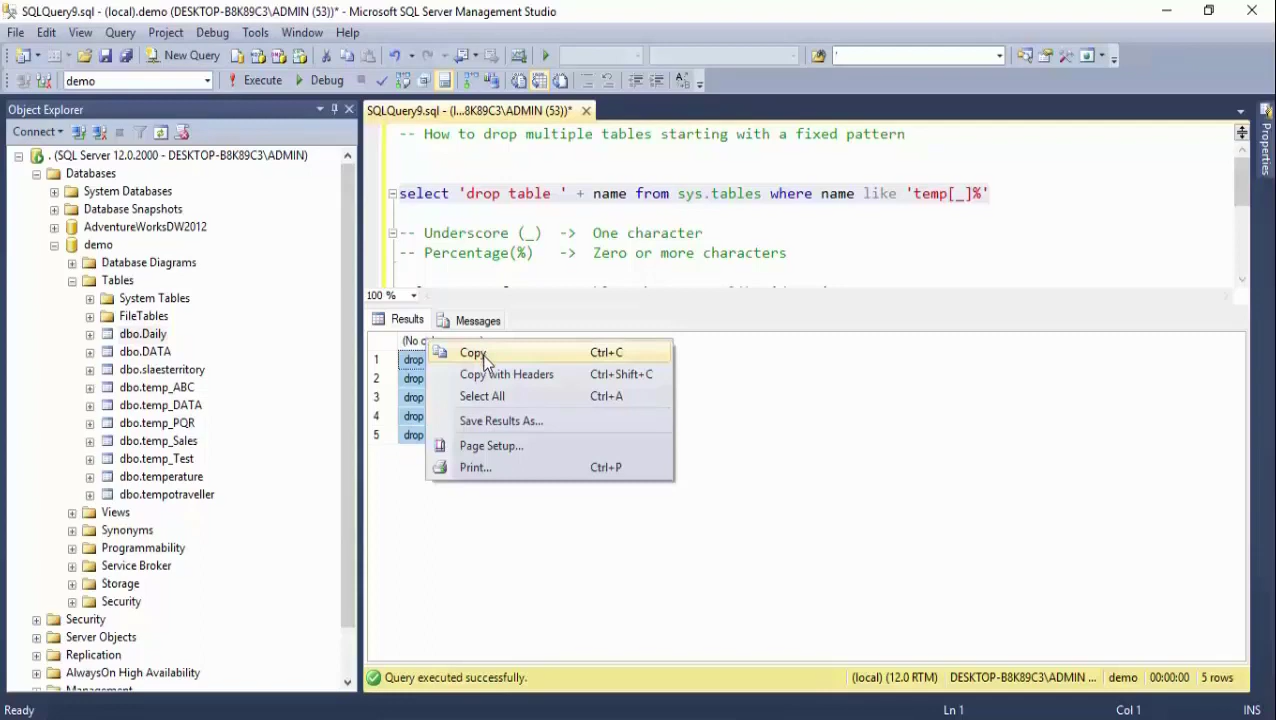 SQLQuery9.sql - (local).demo (DESKTOP-B8K89C3\ADMIN (53))* - Microsoft SQL Server Management Studio
File Edit View Query Project Debug Tools Window Help
New Query
demo Execute Debug
Object Explorer
SQLQuery9.sql - (l...8K89C3\ADMIN (53))*
Connect
. (SQL Server 12.0.2000 - DESKTOP-B8K89C3\ADMIN)
Databases
System Databases
Database Snapshots
AdventureWorksDW2012
demo
Database Diagrams
Tables
System Tables
FileTables
dbo.Daily
dbo.DATA
dbo.slaesterritory
dbo.temp_ABC
dbo.temp_DATA
dbo.temp_PQR
dbo.temp_Sales
dbo.temp_Test
dbo.temperature
dbo.tempotraveller
Views
Synonyms
Programmability
Service Broker
Storage
Security
Security
Server Objects
Replication
AlwaysOn High Availability
Management
-- How to drop multiple tables starting with a fixed pattern
select 'drop table ' + name from sys.tables where name like 'temp[_]%'
-- Underscore (_) -> One character
-- Percentage(%) -> Zero or more characters
100 %
Results Messages
(No c
1 drop
2 drop
3 drop
4 drop
5 drop
Copy Ctrl+C
Copy with Headers Ctrl+Shift+C
Select All Ctrl+A
Save Results As...
Page Setup...
Print... Ctrl+P
Properties
Query executed successfully. (local) (12.0 RTM) DESKTOP-B8K89C3\ADMIN ... demo 00:00:00 5 rows
Ready Ln 1 Col 1 INS